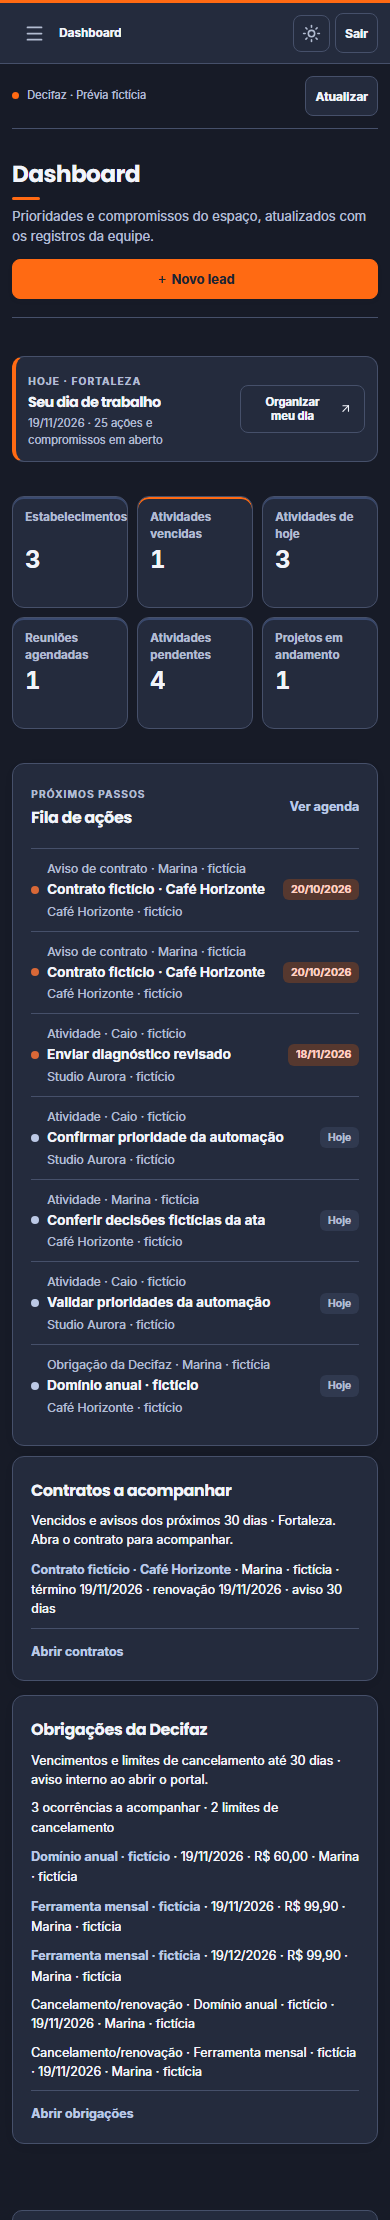 Dashboard
Sair
Decifaz · Prévia fictícia
Atualizar
Dashboard
Prioridades e compromissos do espaço, atualizados com
os registros da equipe.
+ Novo lead
HOJE · FORTALEZA
Seu dia de trabalho
19/11/2026 · 25 ações e
compromissos em aberto
Organizar
meu dia
Estabelecimentos
3
Atividades
vencidas
1
Atividades de
hoje
3
Reuniões
agendadas
1
Atividades
pendentes
4
Projetos em
andamento
1
PRÓXIMOS PASSOS
Fila de ações
Ver agenda
Aviso de contrato · Marina · fictícia
Contrato fictício · Café Horizonte
20/10/2026
Café Horizonte · fictício
Aviso de contrato · Marina · fictícia
Contrato fictício · Café Horizonte
20/10/2026
Café Horizonte · fictício
Atividade · Caio · fictício
Enviar diagnóstico revisado
18/11/2026
Studio Aurora · fictício
Atividade · Caio · fictício
Confirmar prioridade da automação
Hoje
Studio Aurora · fictício
Atividade · Marina · fictícia
Conferir decisões fictícias da ata
Hoje
Café Horizonte · fictício
Atividade · Caio · fictício
Validar prioridades da automação
Hoje
Studio Aurora · fictício
Obrigação da Decifaz · Marina · fictícia
Domínio anual · fictício
Hoje
Café Horizonte · fictício
Contratos a acompanhar
Vencidos e avisos dos próximos 30 dias · Fortaleza.
Abra o contrato para acompanhar.
Contrato fictício · Café Horizonte · Marina · fictícia ·
término 19/11/2026 · renovação 19/11/2026 · aviso 30
dias
Abrir contratos
Obrigações da Decifaz
Vencimentos e limites de cancelamento até 30 dias ·
aviso interno ao abrir o portal.
3 ocorrências a acompanhar · 2 limites de
cancelamento
Domínio anual · fictício · 19/11/2026 · R$ 60,00 · Marina
· fictícia
Ferramenta mensal · fictícia · 19/11/2026 · R$ 99,90 ·
Marina · fictícia
Ferramenta mensal · fictícia · 19/12/2026 · R$ 99,90 ·
Marina · fictícia
Cancelamento/renovação · Domínio anual · fictício ·
19/11/2026 · Marina · fictícia
Cancelamento/renovação · Ferramenta mensal · fictícia
· 19/11/2026 · Marina · fictícia
Abrir obrigações